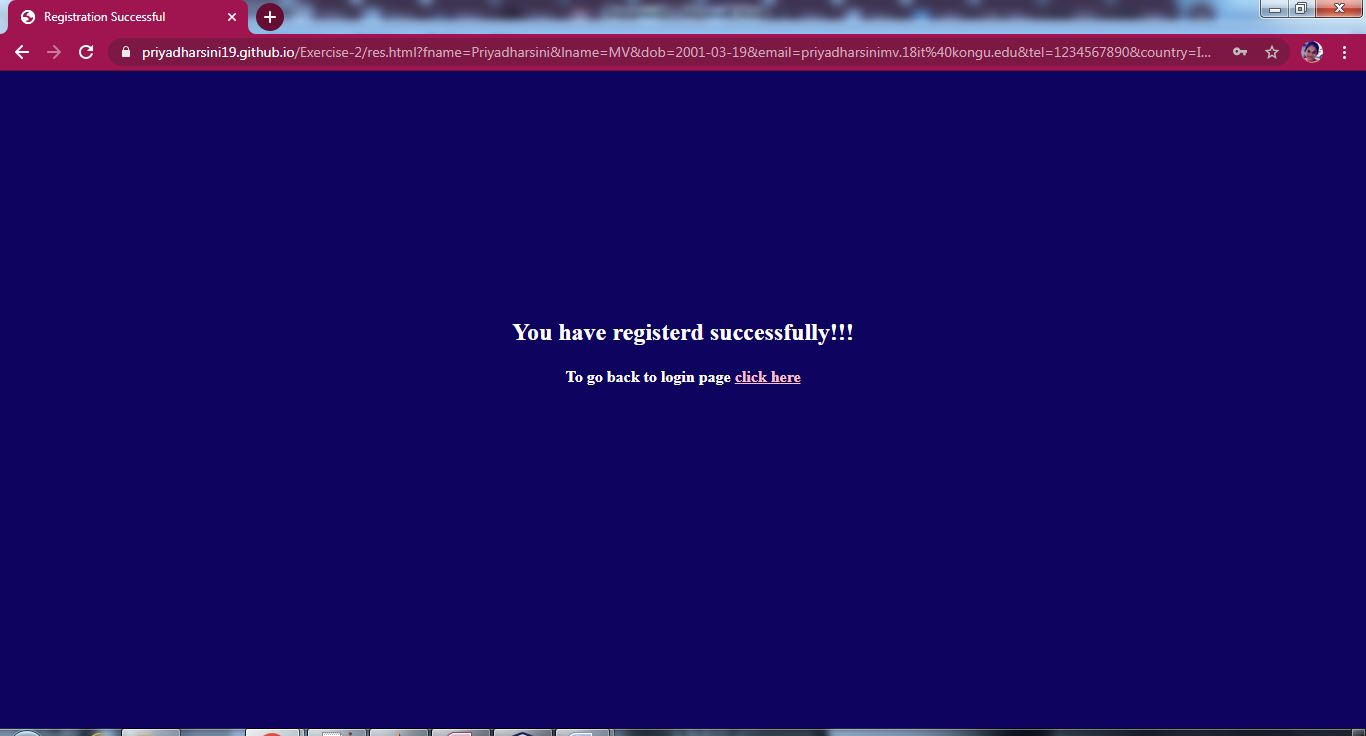 Registration Successful
priyadharsini19.github.io/Exercise-2/res.html?fname=Priyadharsini&lname=MV&dob=2001-03-19&email=priyadharsinimv.18it%40kongu.edu&tel=1234567890&country=I...
You have registerd successfully!!!
To go back to login page click here